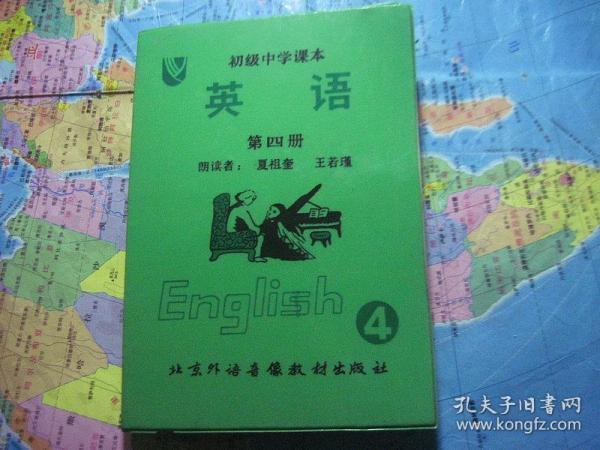 初级中学课本
英语
第四册
朗读者： 夏祖奎 王若瑾
English
4
北京外语音像教材出版社
孔夫子旧书网
www.kongfz.com